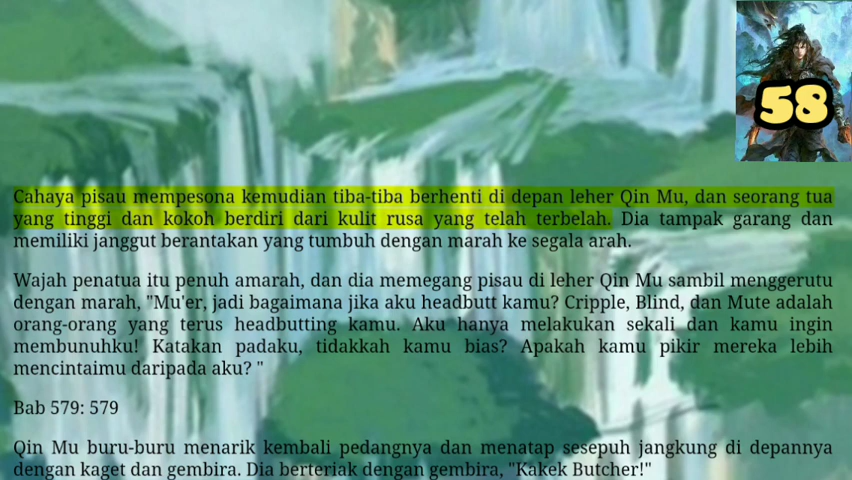 58
Cahaya pisau mempesona kemudian tiba-tiba berhenti di depan leher Qin Mu, dan seorang tua
yang tinggi dan kokoh berdiri dari kulit rusa yang telah terbelah. Dia tampak garang dan
memiliki janggut berantakan yang tumbuh dengan marah ke segala arah.
Wajah penatua itu penuh amarah, dan dia memegang pisau di leher Qin Mu sambil menggerutu
dengan marah, "Mu'er, jadi bagaimana jika aku headbutt kamu? Cripple, Blind, dan Mute adalah
orang-orang yang terus headbutting kamu. Aku hanya melakukan sekali dan kamu ingin
membunuhku! Katakan padaku, tidakkah kamu bias? Apakah kamu pikir mereka lebih
mencintaimu daripada aku? "
Bab 579: 579
Qin Mu buru-buru menarik kembali pedangnya dan menatap sesepuh jangkung di depannya
dengan kaget dan gembira. Dia berteriak dengan gembira, "Kakek Butcher!"